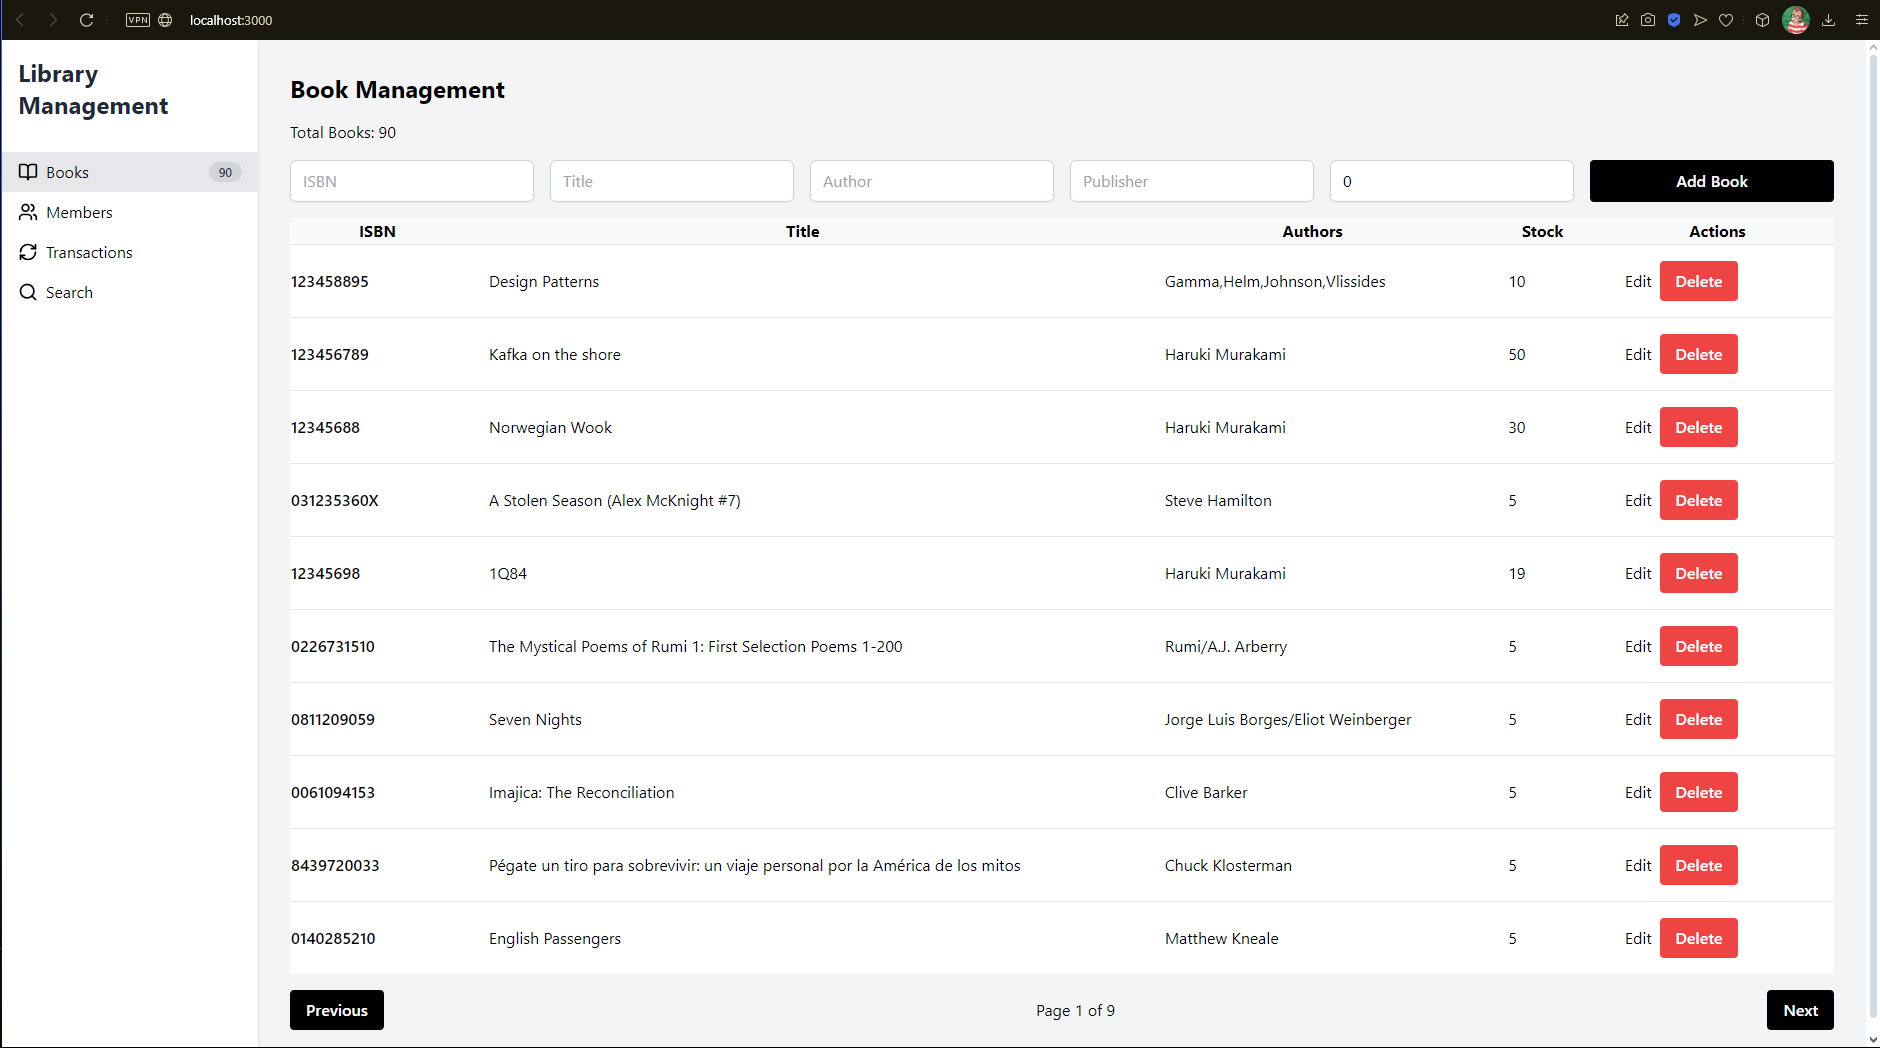 VPN localhost:3000
Library
Management
Books 90
Members
Transactions
Search
Book Management
Total Books: 90
ISBN Title Author Publisher 0 Add Book
ISBN Title Authors Stock Actions
123458895 Design Patterns Gamma,Helm,Johnson,Vlissides 10 Edit Delete
123456789 Kafka on the shore Haruki Murakami 50 Edit Delete
12345688 Norwegian Wook Haruki Murakami 30 Edit Delete
031235360X A Stolen Season (Alex McKnight #7) Steve Hamilton 5 Edit Delete
12345698 1Q84 Haruki Murakami 19 Edit Delete
0226731510 The Mystical Poems of Rumi 1: First Selection Poems 1-200 Rumi/A.J. Arberry 5 Edit Delete
0811209059 Seven Nights Jorge Luis Borges/Eliot Weinberger 5 Edit Delete
0061094153 Imajica: The Reconciliation Clive Barker 5 Edit Delete
8439720033 Pégate un tiro para sobrevivir: un viaje personal por la América de los mitos Chuck Klosterman 5 Edit Delete
0140285210 English Passengers Matthew Kneale 5 Edit Delete
Previous Page 1 of 9 Next